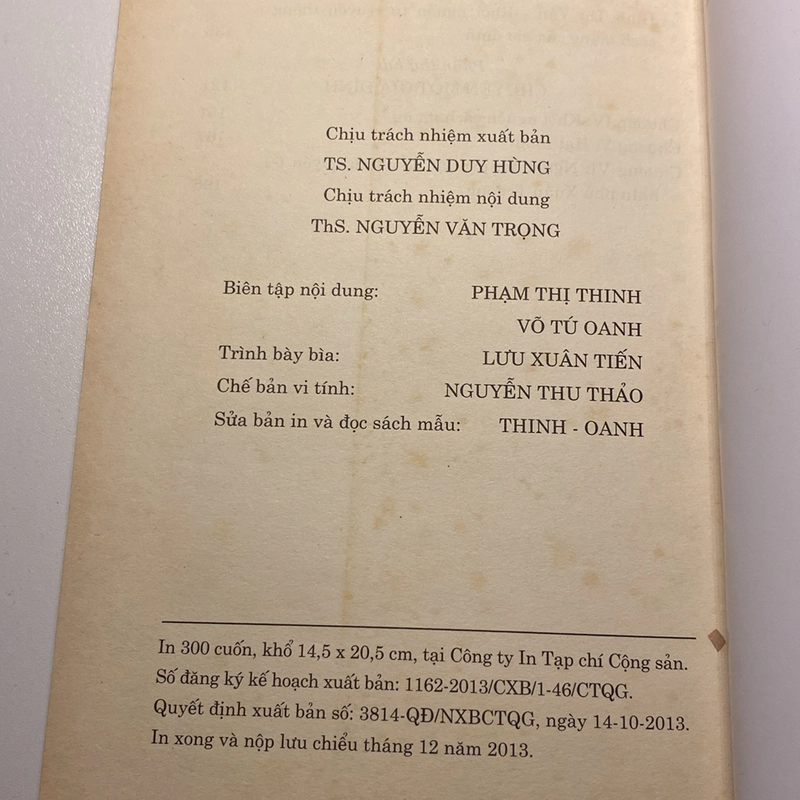 Chịu trách nhiệm xuất bản
TS. NGUYỄN DUY HÙNG
Chịu trách nhiệm nội dung
ThS. NGUYỄN VĂN TRỌNG
Biên tập nội dung: PHẠM THỊ THINH
VÕ TÚ OANH
Trình bày bìa: LƯU XUÂN TIẾN
Chế bản vi tính: NGUYỄN THU THẢO
Sửa bản in và đọc sách mẫu: THINH - OANH
In 300 cuốn, khổ 14,5 x 20,5 cm, tại Công ty In Tạp chí Cộng sản.
Số đăng ký kế hoạch xuất bản: 1162-2013/CXB/1-46/CTQG.
Quyết định xuất bản số: 3814-QĐ/NXBCTQG, ngày 14-10-2013.
In xong và nộp lưu chiểu tháng 12 năm 2013.